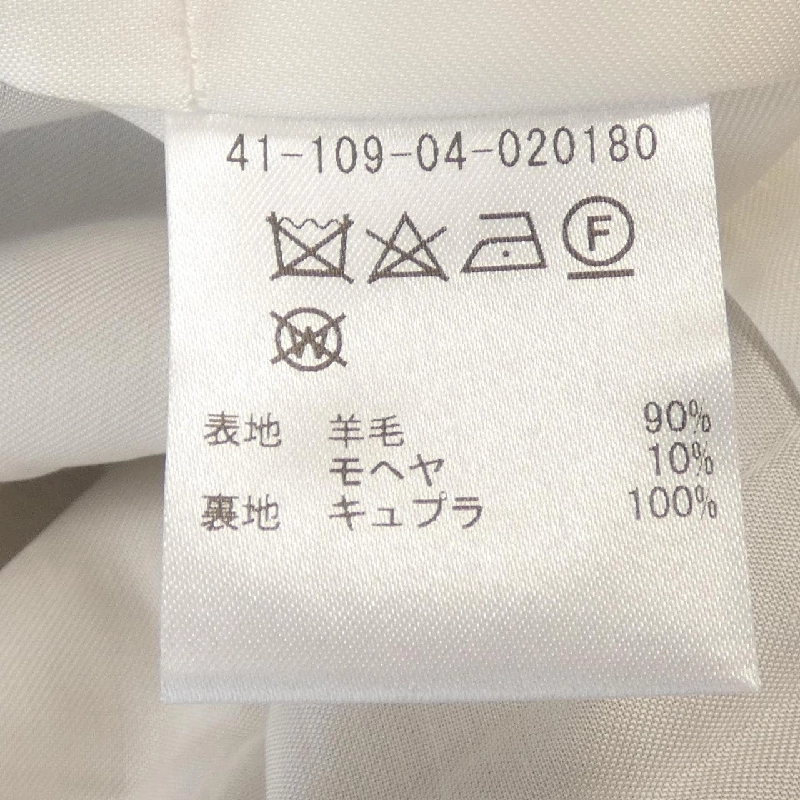 41-109-04-020180
F
W
表地 羊毛 90%
モヘヤ 10%
裏地 キュプラ 100%